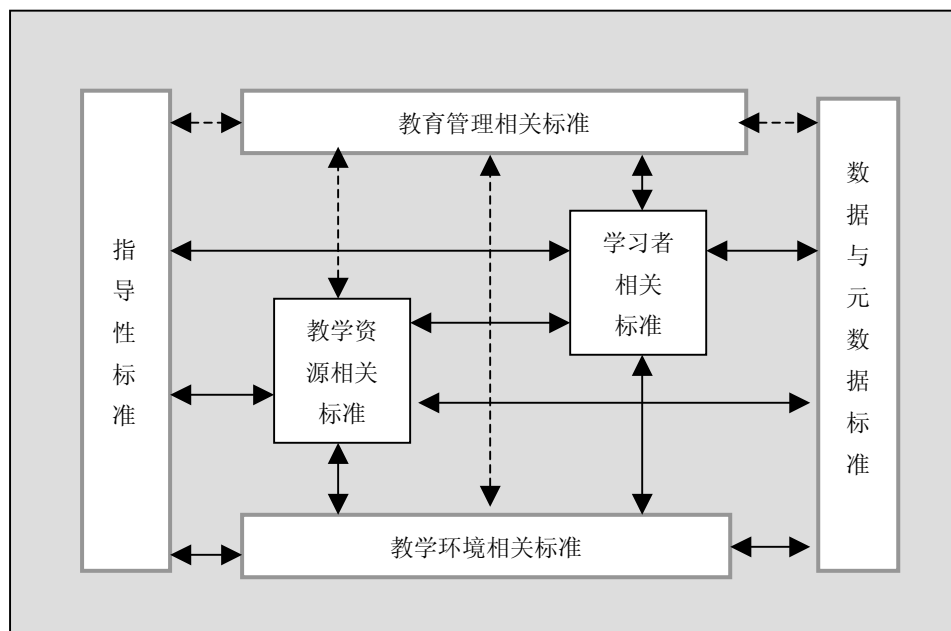 教育管理相关标准
指
导
性
标
准
学习者
相关
标准
教学资
源相关
标准
数
据
与
元
数
据
标
准
教学环境相关标准